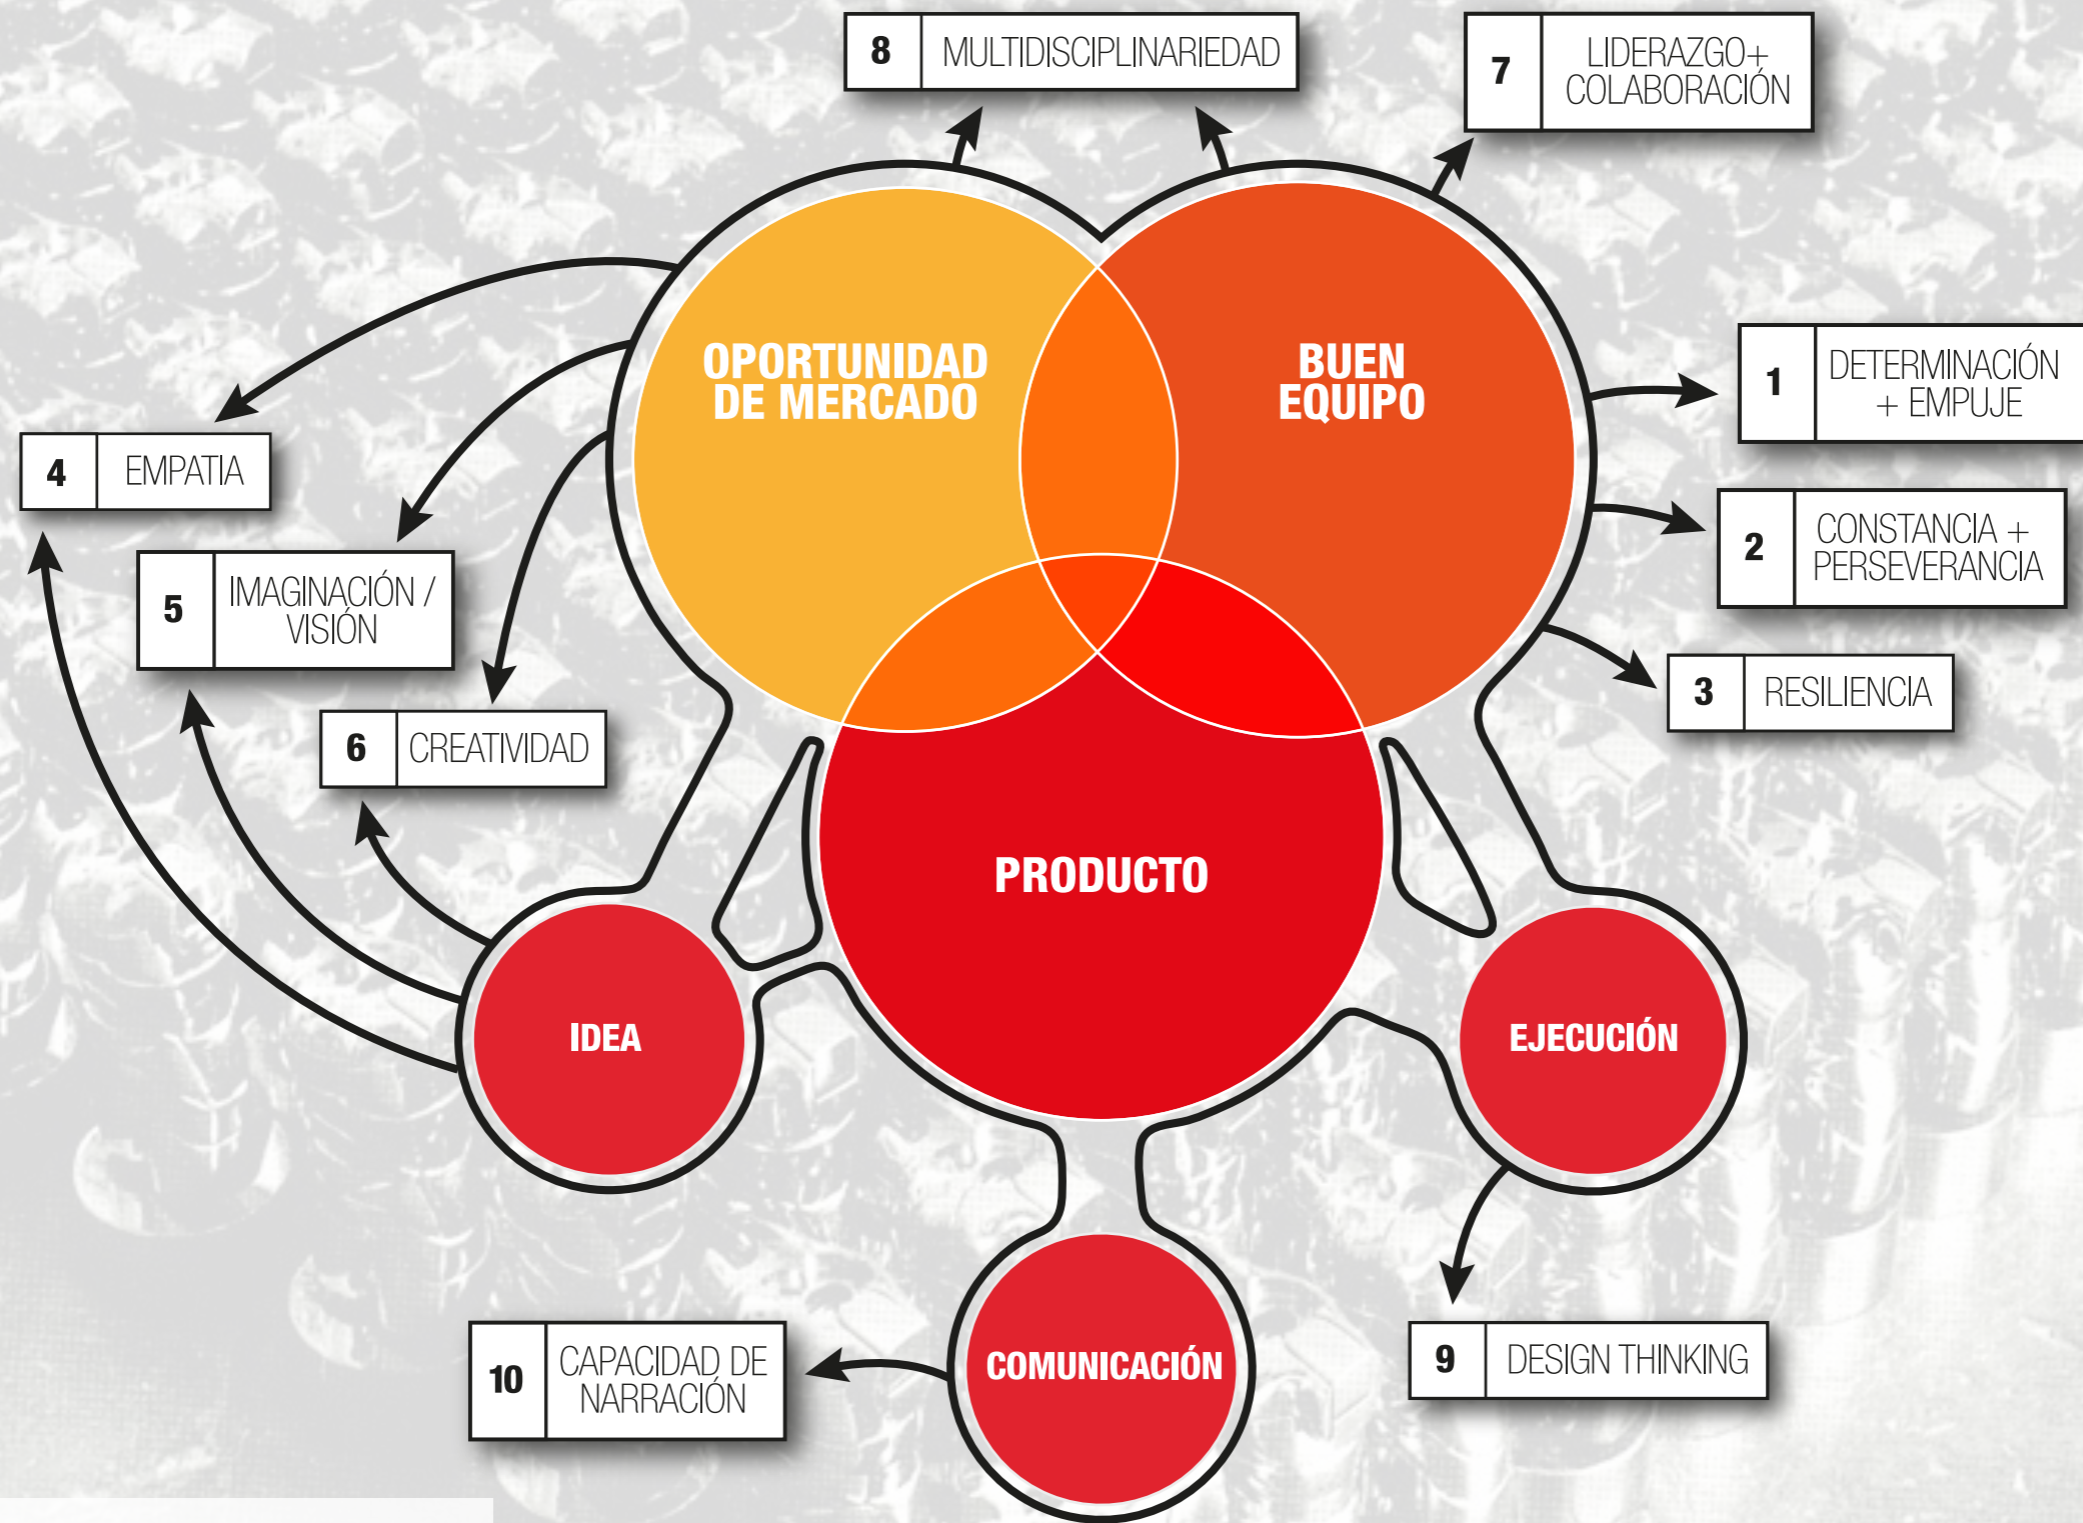 8 MULTIDISCIPLINARIEDAD
7 LIDERAZGO+
COLABORACIÓN
OPORTUNIDAD
DE MERCADO
BUEN
EQUIPO
1 DETERMINACIÓN
+ EMPUJE
4 EMPATIA
2 CONSTANCIA +
PERSEVERANCIA
5 IMAGINACIÓN /
VISIÓN
3 RESILIENCIA
6 CREATIVIDAD
PRODUCTO
IDEA
EJECUCIÓN
COMUNICACIÓN
10 CAPACIDAD DE
NARRACIÓN
9 DESIGN THINKING